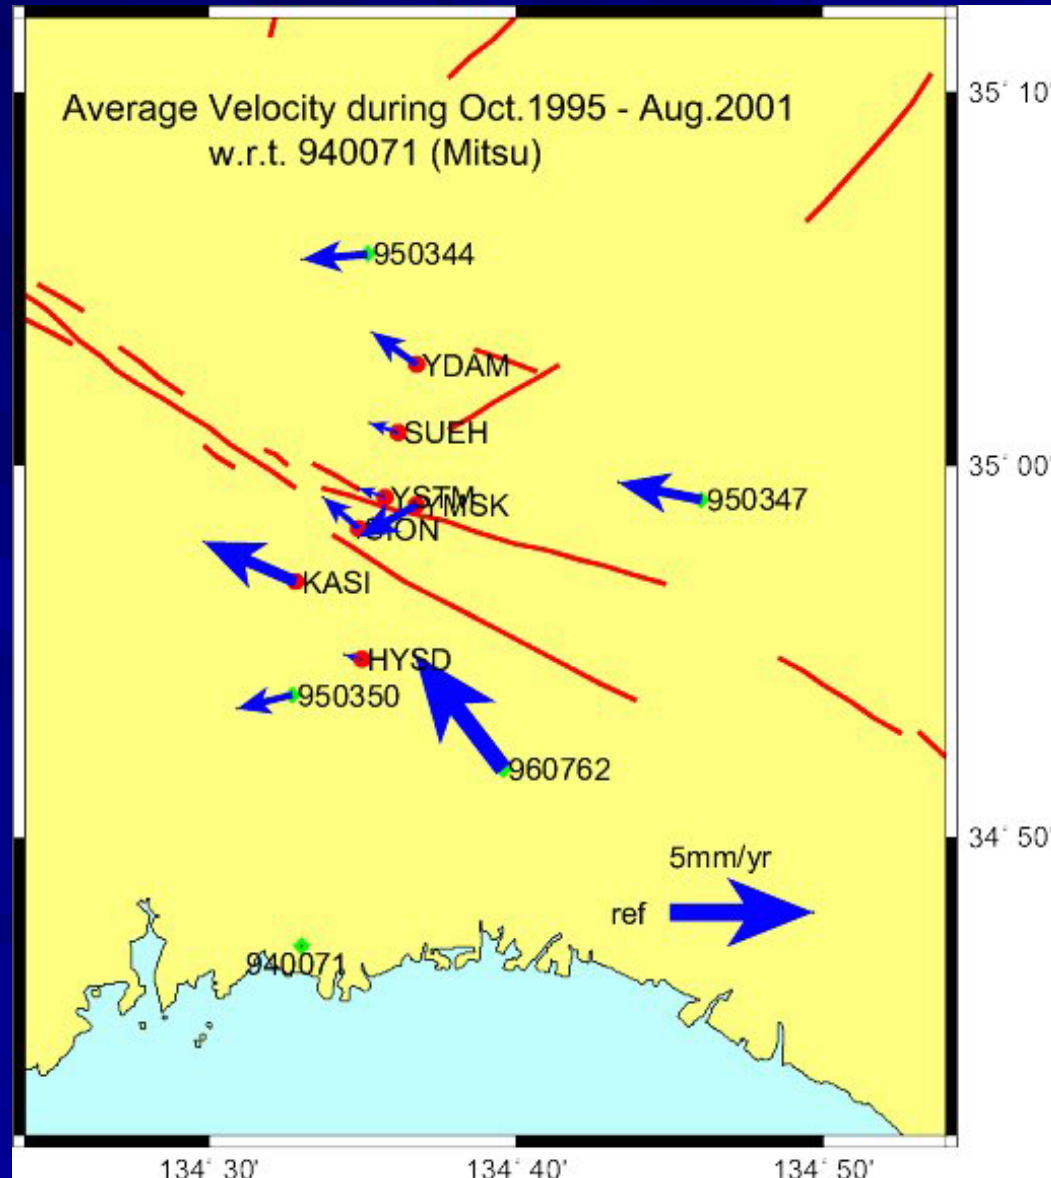 35° 10'
Average Velocity during Oct.1995 - Aug.2001
w.r.t. 940071 (Mitsu)
950344
YDAM
SUEH
35° 00'
YSTM
950347
YMSK
SION
KASI
HYSD
950350
960762
34° 50'
5mm/yr
ref
940071
134° 30'
134° 40'
134° 50'